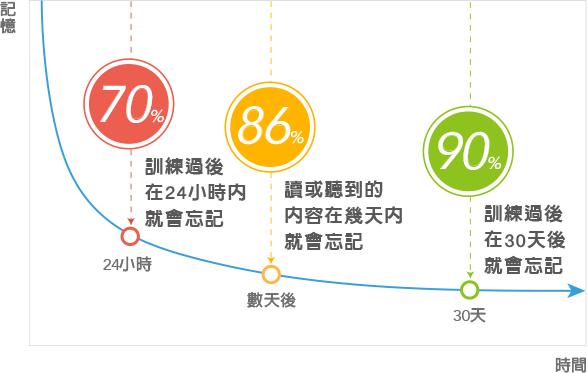 記憶
70%
訓練過後
在24小時内
就會忘記
24小時
86%
讀或聽到的
内容在幾天内
就會忘記
數天後
90%
訓練過後
在30天後
就會忘記
30天
時間